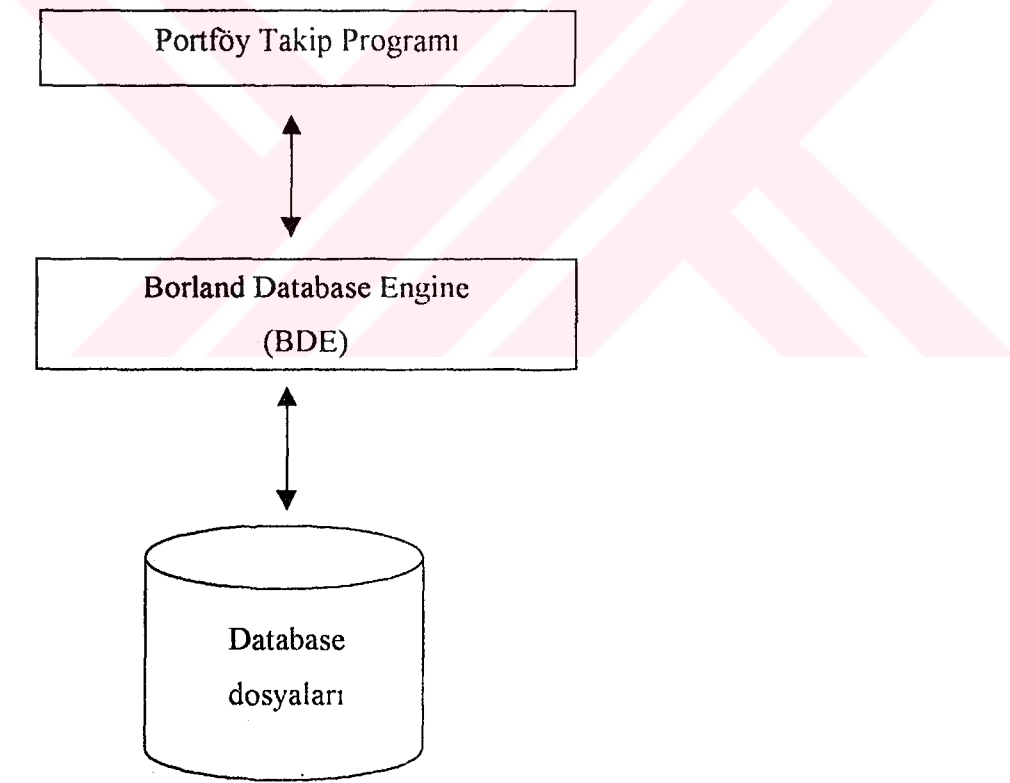 Portföy Takip Programı
Borland Database Engine
(BDE)
Database
dosyaları